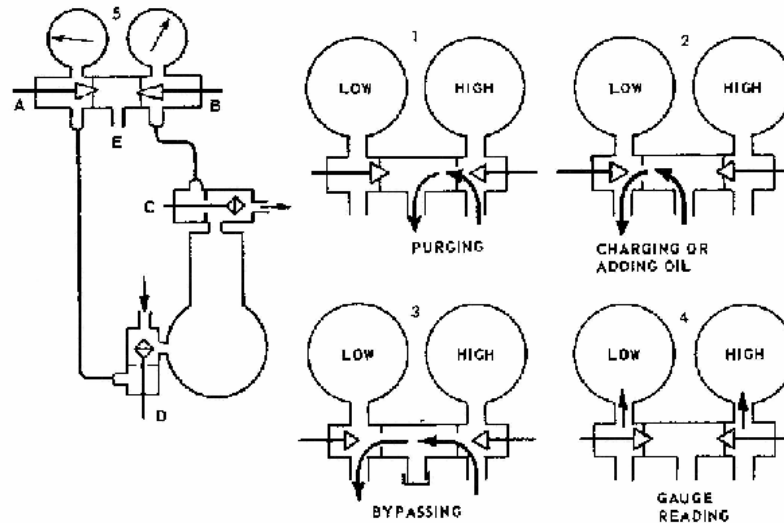 5
A
B
E
C
D
1
LOW
HIGH
PURGING
2
LOW
HIGH
CHARGING OR
ADDING OIL
3
LOW
HIGH
BYPASSING
4
LOW
HIGH
GAUGE
READING